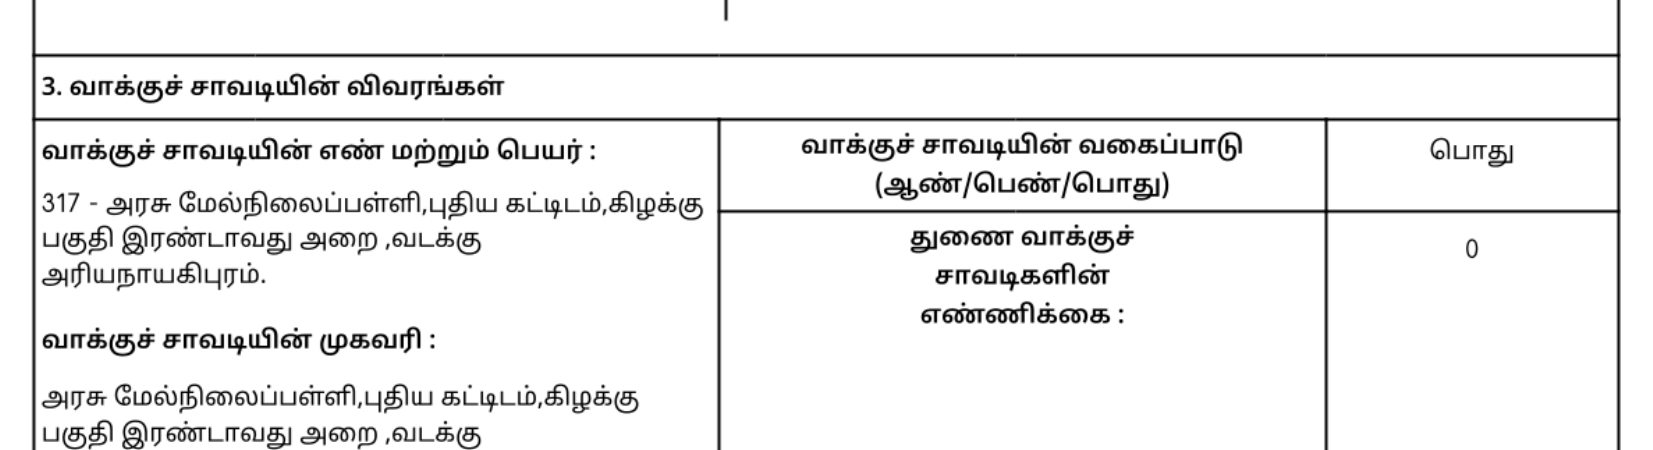 3. வாக்குச் சாவடியின் விவரங்கள்
வாக்குச் சாவடியின் எண் மற்றும் பெயர் :
317 - அரசு மேல்நிலைப்பள்ளி,புதிய கட்டிடம்,கிழக்கு
பகுதி இரண்டாவது அறை ,வடக்கு
அரியநாயகிபுரம்.
வாக்குச் சாவடியின் முகவரி :
அரசு மேல்நிலைப்பள்ளி,புதிய கட்டிடம்,கிழக்கு
பகுதி இரண்டாவது அறை ,வடக்கு
வாக்குச் சாவடியின் வகைப்பாடு
(ஆண்/பெண்/பொது)
பொது
துணை வாக்குச்
சாவடிகளின்
எண்ணிக்கை :
0